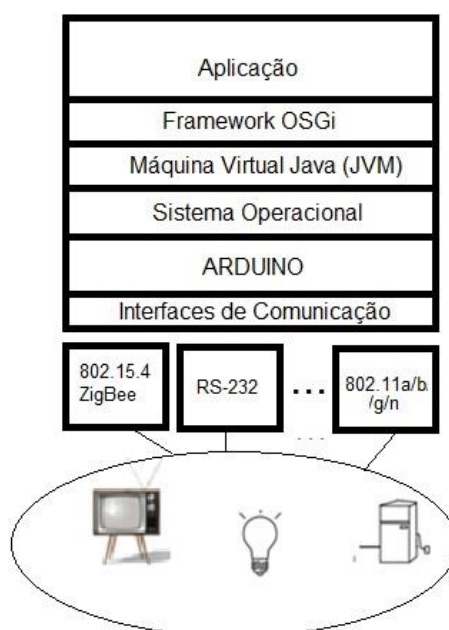 Aplicação
Framework OSGi
Máquina Virtual Java (JVM)
Sistema Operacional
ARDUINO
Interfaces de Comunicação
802.15.4
ZigBee
RS-232
...
802.11a/b/
/g/n
...